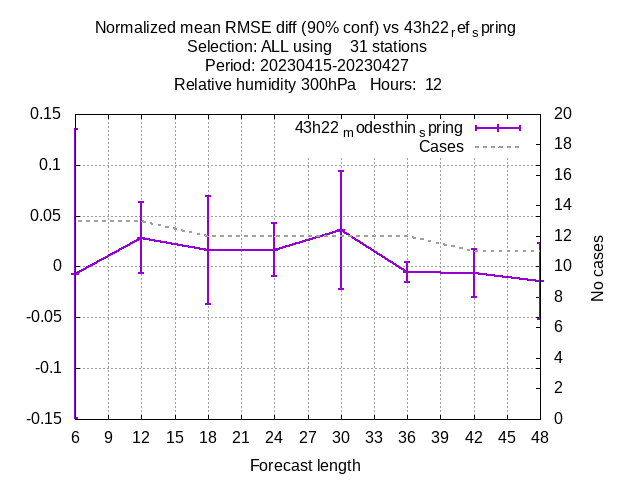 Normalized mean RMSE diff (90% conf) vs 43h22ref spring
Selection: ALL using    31 stations
Period: 20230415-20230427
Relative humidity 300hPa   Hours:  12
43h22modesthinspring
Cases
0.15
0.1
0.05
0
-0.05
-0.1
-0.15
20
18
16
14
12
10
8
6
4
2
0
No cases
6 9 12 15 18 21 24 27 30 33 36 39 42 45 48
Forecast length